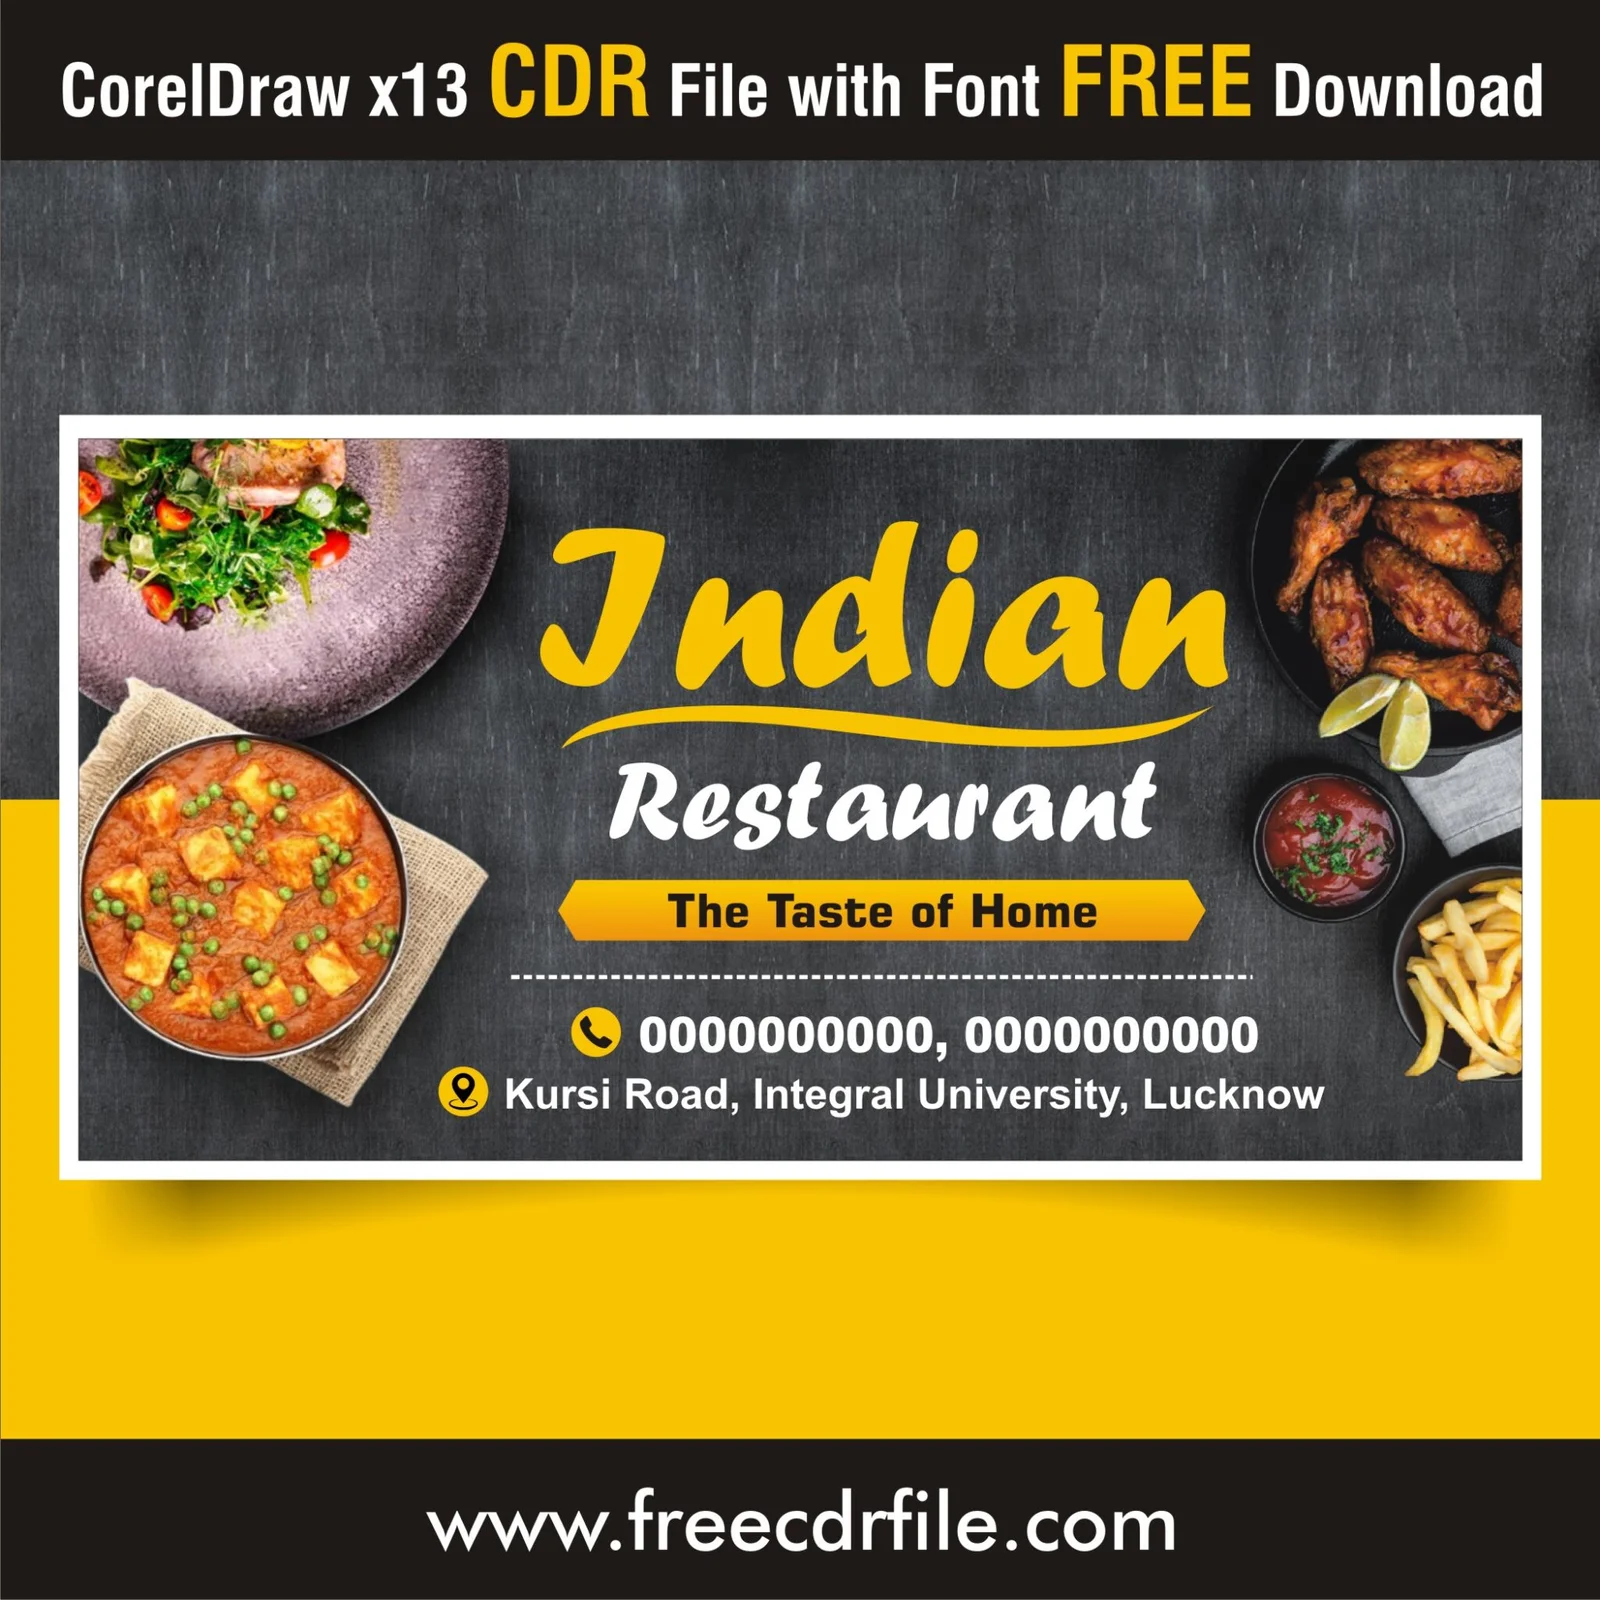 CorelDraw x13 CDR File with Font FREE Download
Indian
Restaurant
The Taste of Home
0000000000, 0000000000
Kursi Road, Integral University, Lucknow
www.freecdrfile.com